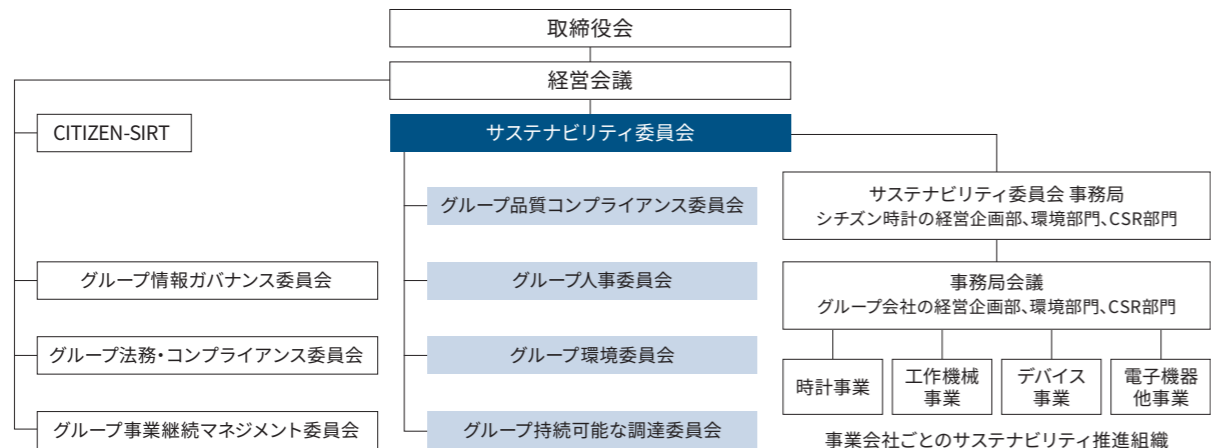 取締役会
経営会議
CITIZEN-SIRT
サステナビリティ委員会
サステナビリティ委員会 事務局
シチズン時計の経営企画部、環境部門、CSR部門
グループ品質コンプライアンス委員会
グループ情報ガバナンス委員会
グループ人事委員会
事務局会議
グループ会社の経営企画部、環境部門、CSR部門
グループ法務・コンプライアンス委員会
グループ環境委員会
時計事業
工作機械
事業
デバイス
事業
電子機器
他事業
グループ事業継続マネジメント委員会
グループ持続可能な調達委員会
事業会社ごとのサステナビリティ推進組織